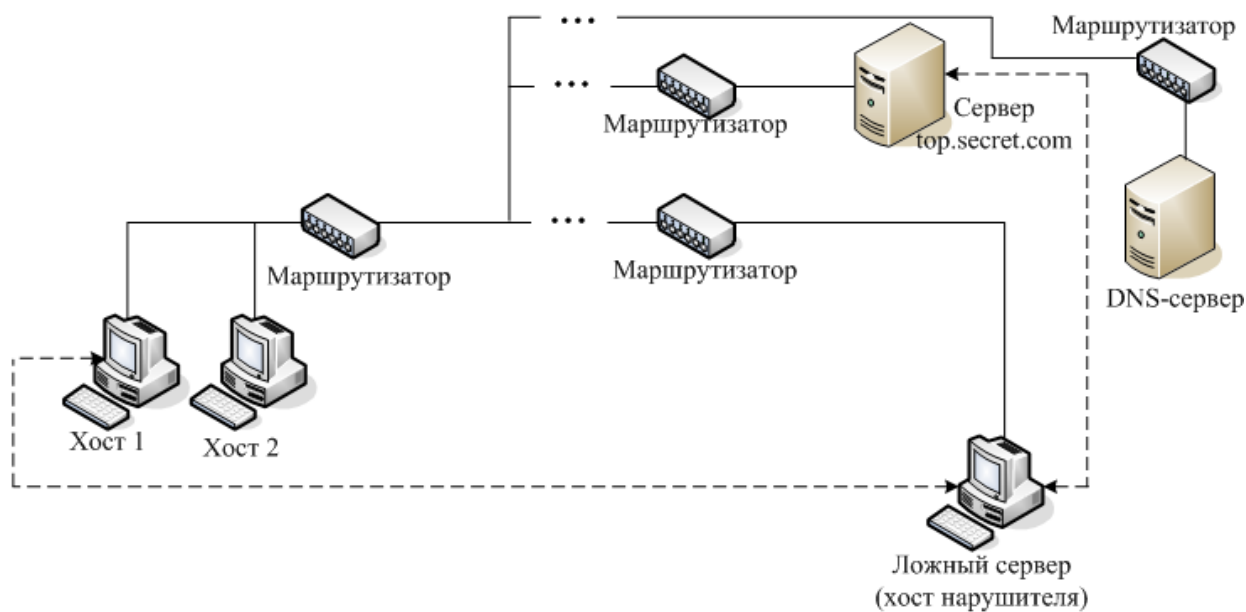 Маршрутизатор
Маршрутизатор
Сервер
top.secret.com
Маршрутизатор
Маршрутизатор
DNS-сервер
Хост 1
Хост 2
Ложный сервер
(хост нарушителя)